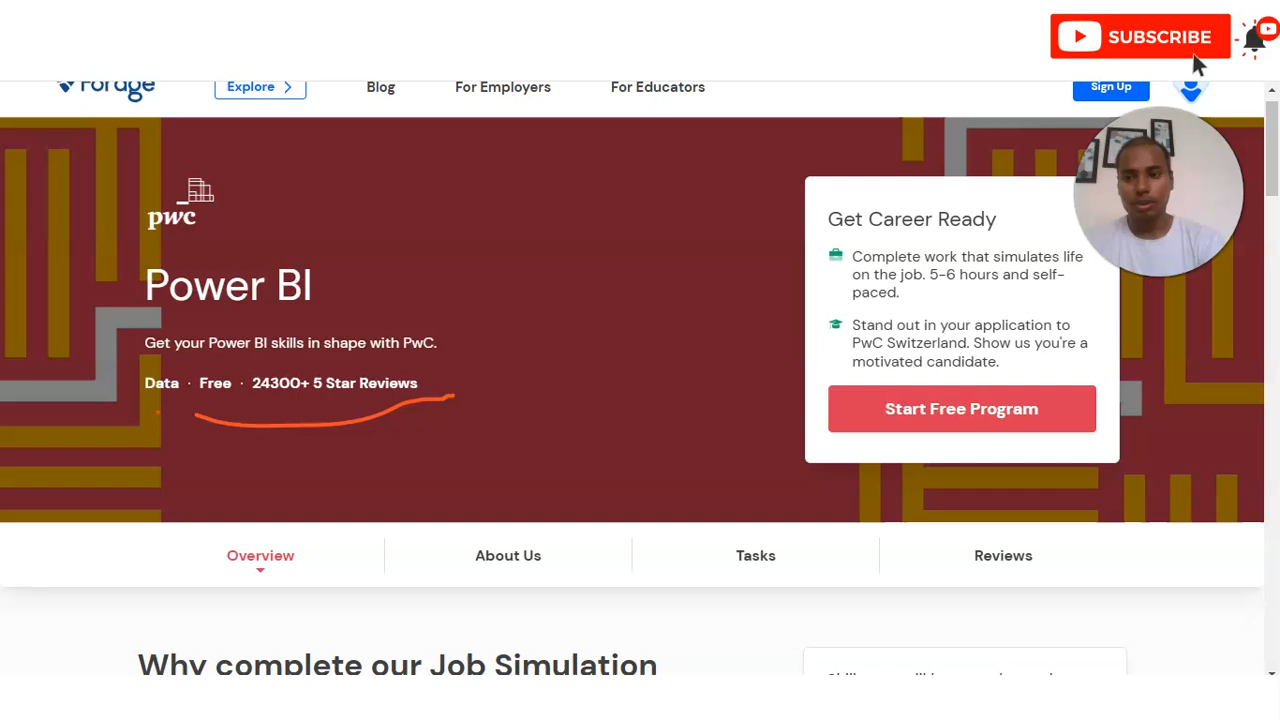 SUBSCRIBE
Forage
Explore
Blog
For Employers
For Educators
Sign Up
pwc
Power BI
Get your Power BI skills in shape with PwC.
Data · Free · 24300+ 5 Star Reviews
Get Career Ready
Complete work that simulates life
on the job. 5-6 hours and self-
paced.
Stand out in your application to
PwC Switzerland. Show us you're a
motivated candidate.
Start Free Program
Overview
About Us
Tasks
Reviews
Why complete our Job Simulation